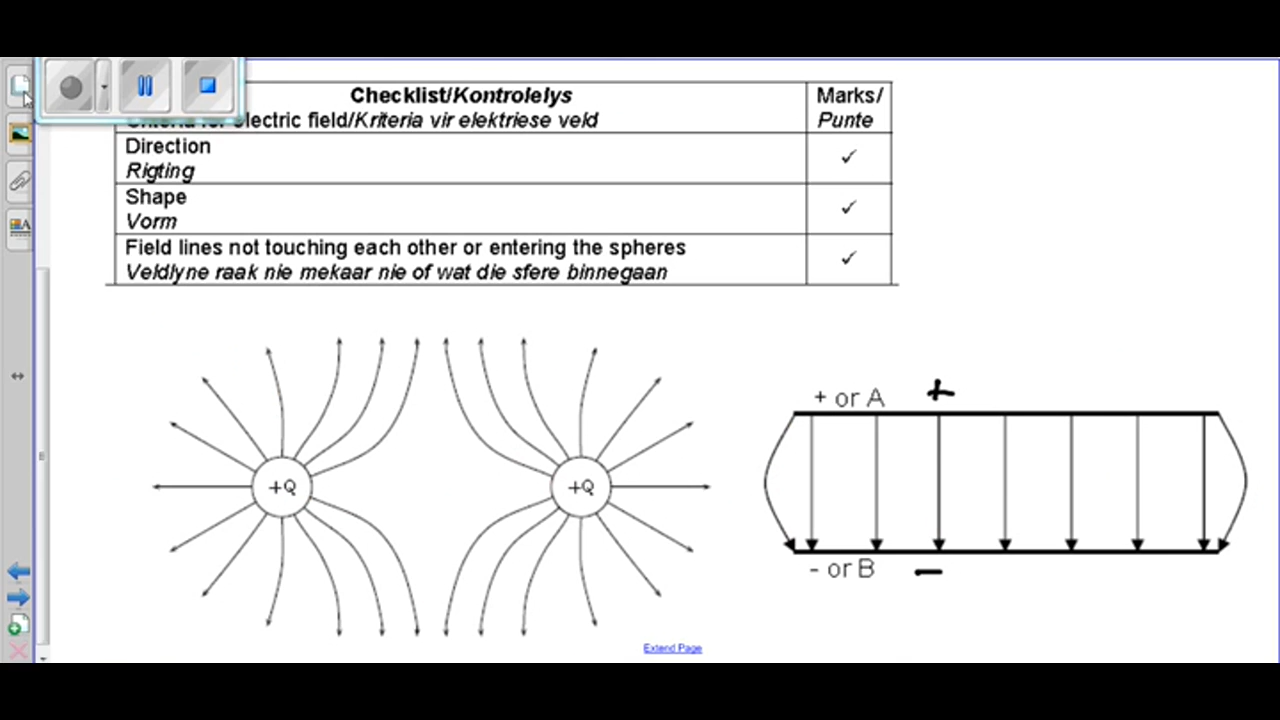 Checklist/Kontrolelys
Marks/
Criteria for electric field/Kriteria vir elektriese veld
Punte
Direction
Rigting
✓
Shape
Vorm
✓
Field lines not touching each other or entering the spheres
Veldlyne raak nie mekaar nie of wat die sfere binnegaan
✓
+ or A
+
+Q
+Q
- or B
−
Extend Page